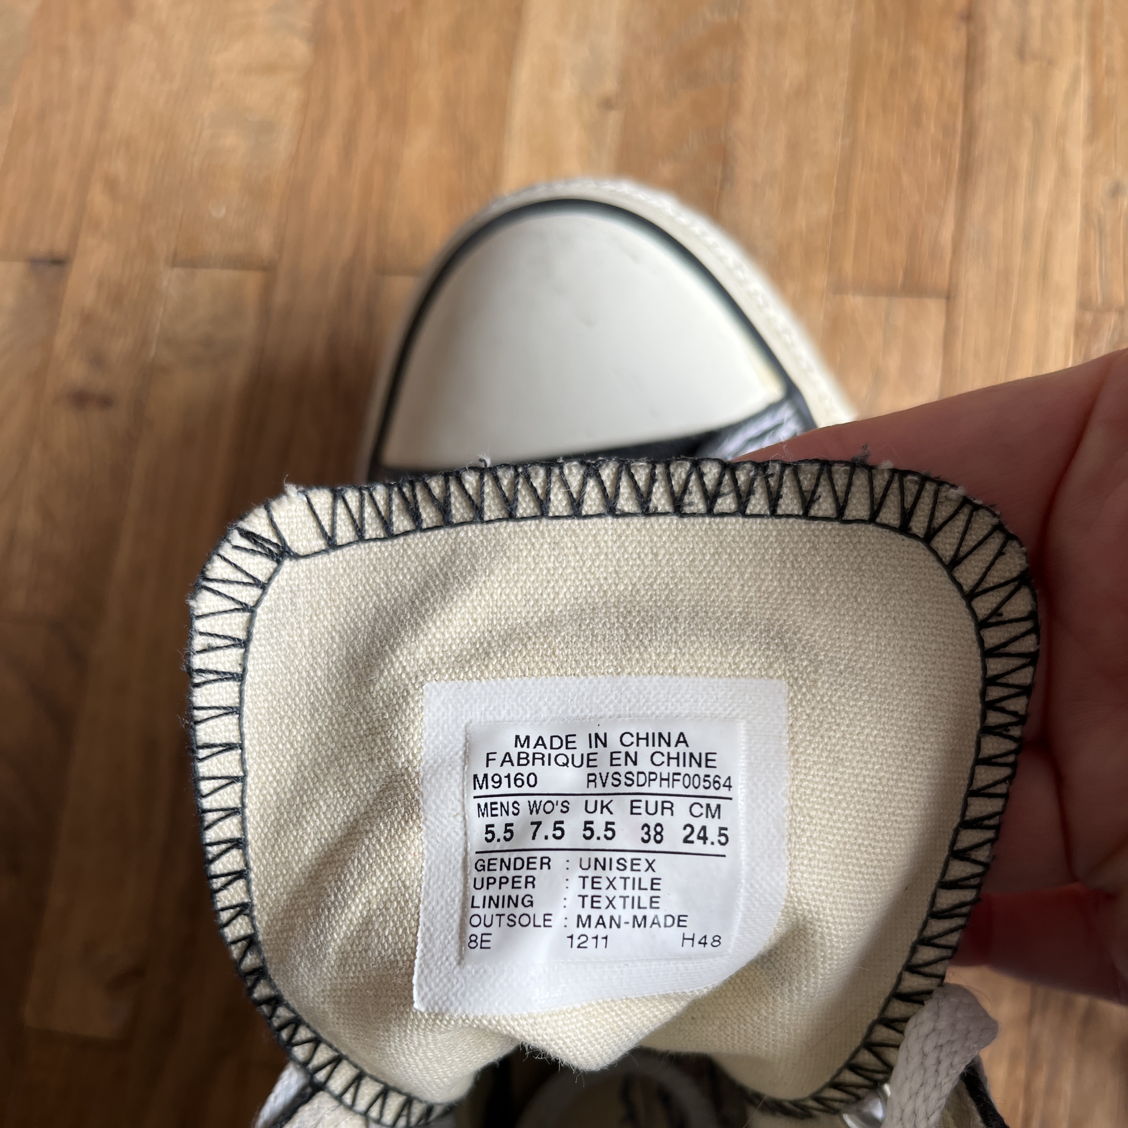 MADE IN CHINA
FABRIQUE EN CHINE
M9160 RVSSDPHF00564
MENS WO'S UK EUR CM
5.5 7.5 5.5 38 24.5
GENDER : UNISEX
UPPER : TEXTILE
LINING : TEXTILE
OUTSOLE : MAN-MADE
8E 1211 H48